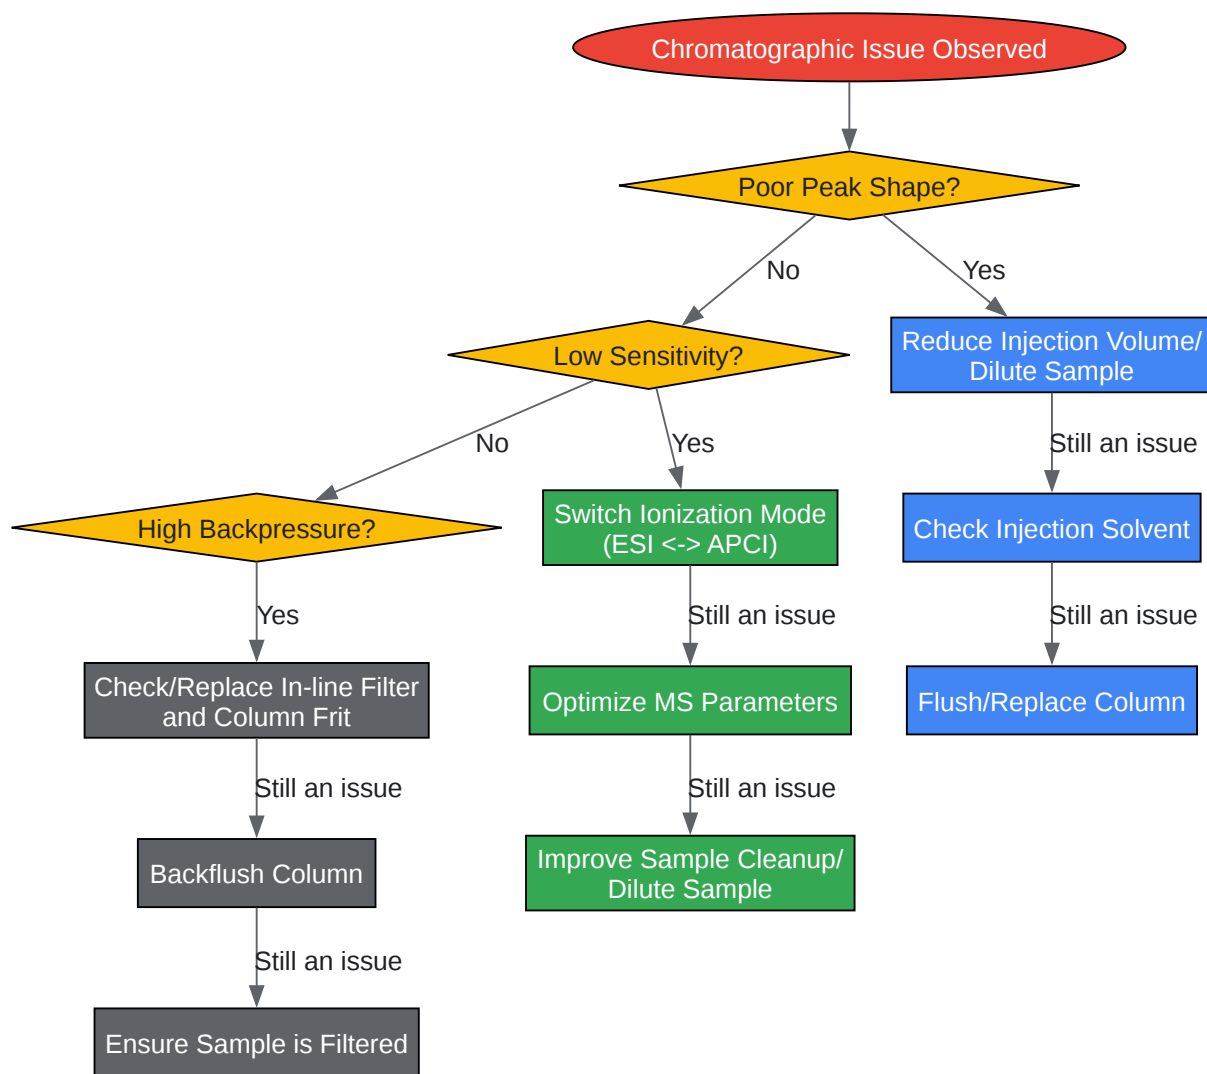 Chromatographic Issue Observed
Poor Peak Shape?
No
Yes
Low Sensitivity?
Reduce Injection Volume/
Dilute Sample
No
Yes
Still an issue
High Backpressure?
Switch Ionization Mode
(ESI <-> APCI)
Check Injection Solvent
Yes
Still an issue
Still an issue
Check/Replace In-line Filter
and Column Frit
Optimize MS Parameters
Flush/Replace Column
Still an issue
Still an issue
Backflush Column
Improve Sample Cleanup/
Dilute Sample
Still an issue
Ensure Sample is Filtered